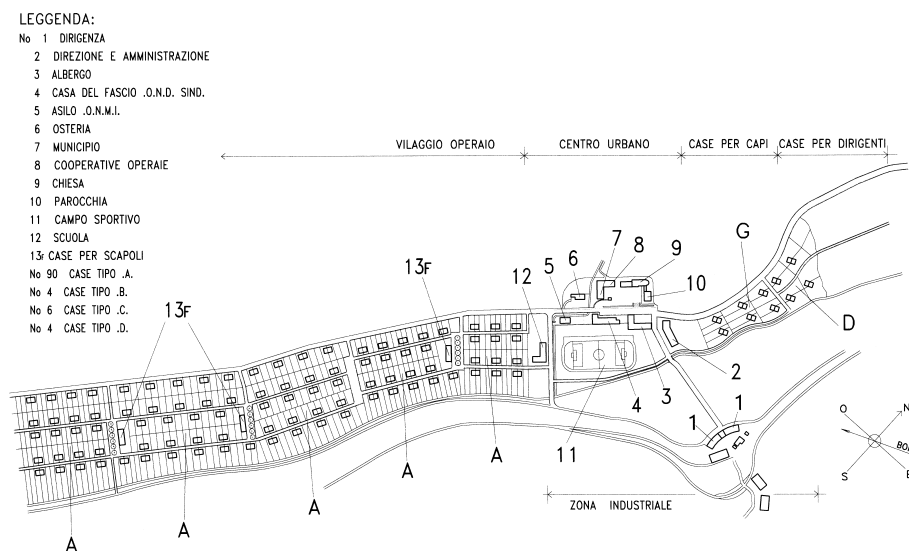 LEGGENDA:
No 1 DIRIGENZA
2 DIREZIONE E AMMINISTRAZIONE
3 ALBERGO
4 CASA DEL FASCIO .O.N.D. SIND.
5 ASILO .O.N.M.I.
6 OSTERIA
7 MUNICIPIO
8 COOPERATIVE OPERAIE
9 CHIESA
10 PAROCCHIA
11 CAMPO SPORTIVO
12 SCUOLA
13F CASE PER SCAPOLI
No 90 CASE TIPO .A.
No 4 CASE TIPO .B.
No 6 CASE TIPO .C.
No 4 CASE TIPO .D.
VILAGGIO OPERAIO
CENTRO URBANO
CASE PER CAPI
CASE PER DIRIGENTI
13F
13F
12
5
6
7
8
9
10
G
D
2
3
4
11
1
1
A
A
A
A
A
ZONA INDUSTRIALE
O
N
S
E